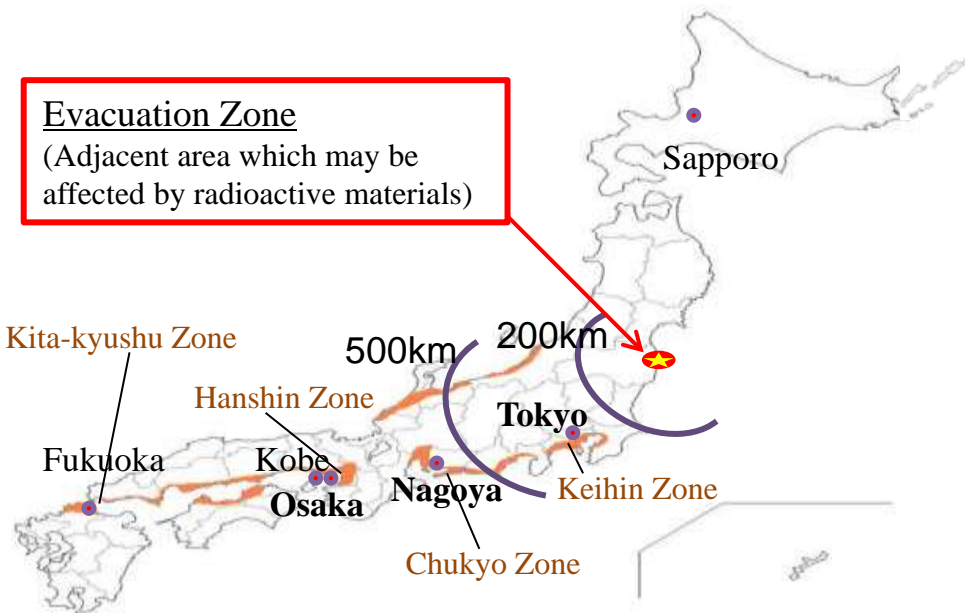 Evacuation Zone
(Adjacent area which may be
affected by radioactive materials)
Sapporo
Kita-kyushu Zone
500km
200km
Hanshin Zone
Tokyo
Fukuoka
Kobe
Osaka
Nagoya
Keihin Zone
Chukyo Zone